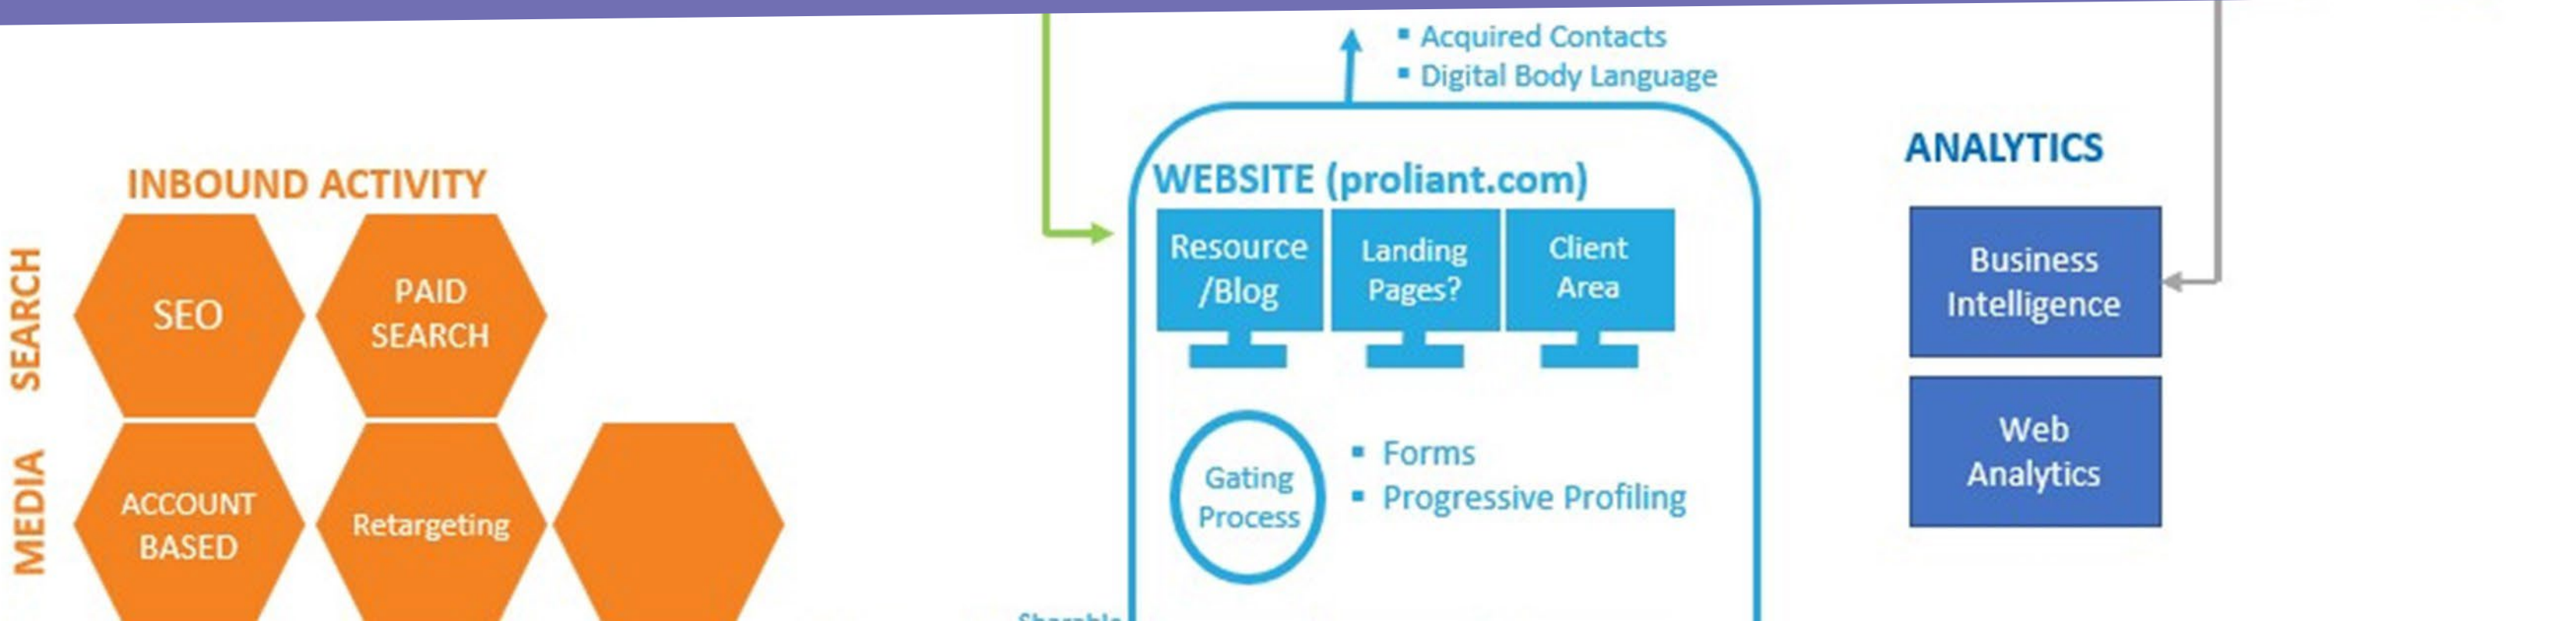 Acquired Contacts
Digital Body Language
INBOUND ACTIVITY
SEARCH
SEO
PAID
SEARCH
MEDIA
ACCOUNT
BASED
Retargeting
WEBSITE (proliant.com)
Resource
/Blog
Landing
Pages?
Client
Area
Gating
Process
Forms
Progressive Profiling
ANALYTICS
Business
Intelligence
Web
Analytics